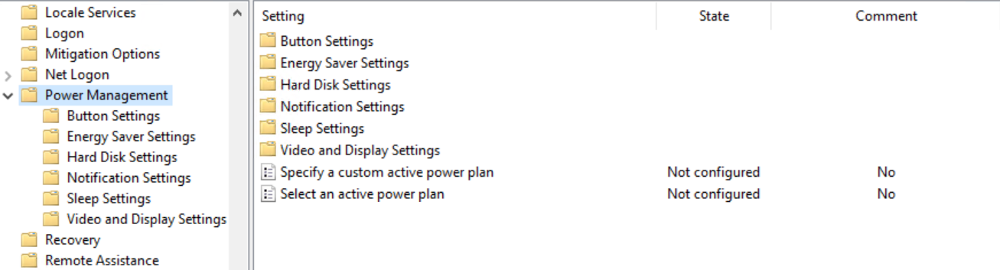 Locale Services
Logon
Mitigation Options
Net Logon
Power Management
Button Settings
Energy Saver Settings
Hard Disk Settings
Notification Settings
Sleep Settings
Video and Display Settings
Recovery
Remote Assistance
Setting State Comment
Button Settings
Energy Saver Settings
Hard Disk Settings
Notification Settings
Sleep Settings
Video and Display Settings
Specify a custom active power plan Not configured No
Select an active power plan Not configured No